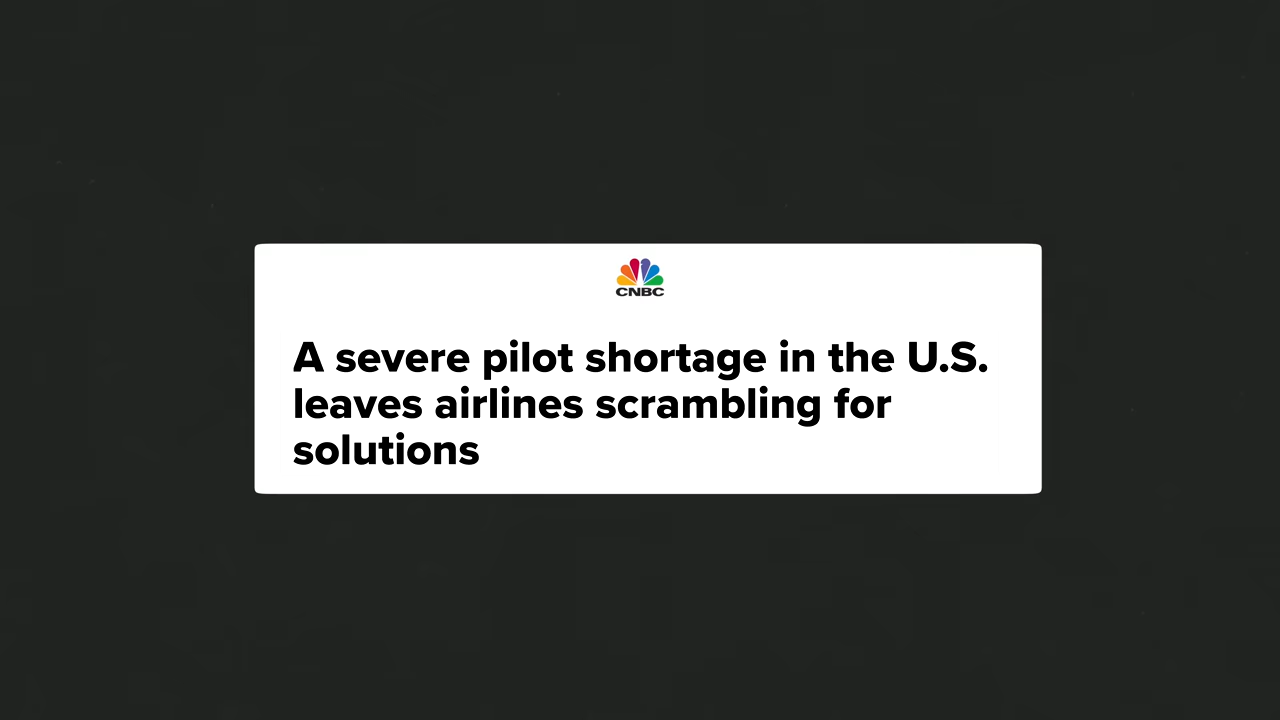 CNBC
A severe pilot shortage in the U.S.
leaves airlines scrambling for
solutions